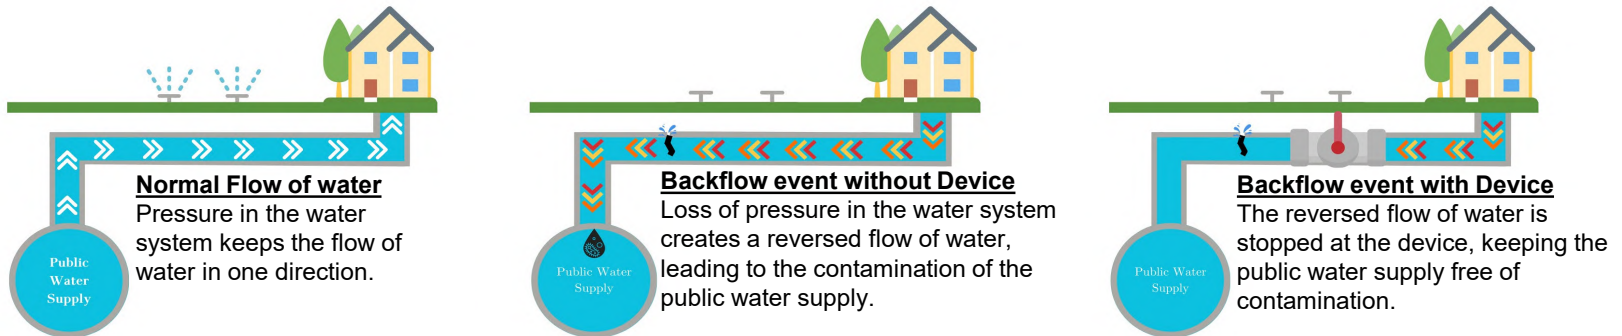 Normal Flow of water
Pressure in the water
system keeps the flow of
water in one direction.
Public
Water
Supply
Backflow event without Device
Loss of pressure in the water system
creates a reversed flow of water,
leading to the contamination of the
public water supply.
Public Water
Supply
Backflow event with Device
The reversed flow of water is
stopped at the device, keeping the
public water supply free of
contamination.
Public Water
Supply